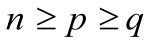 n ≥ p ≥ q